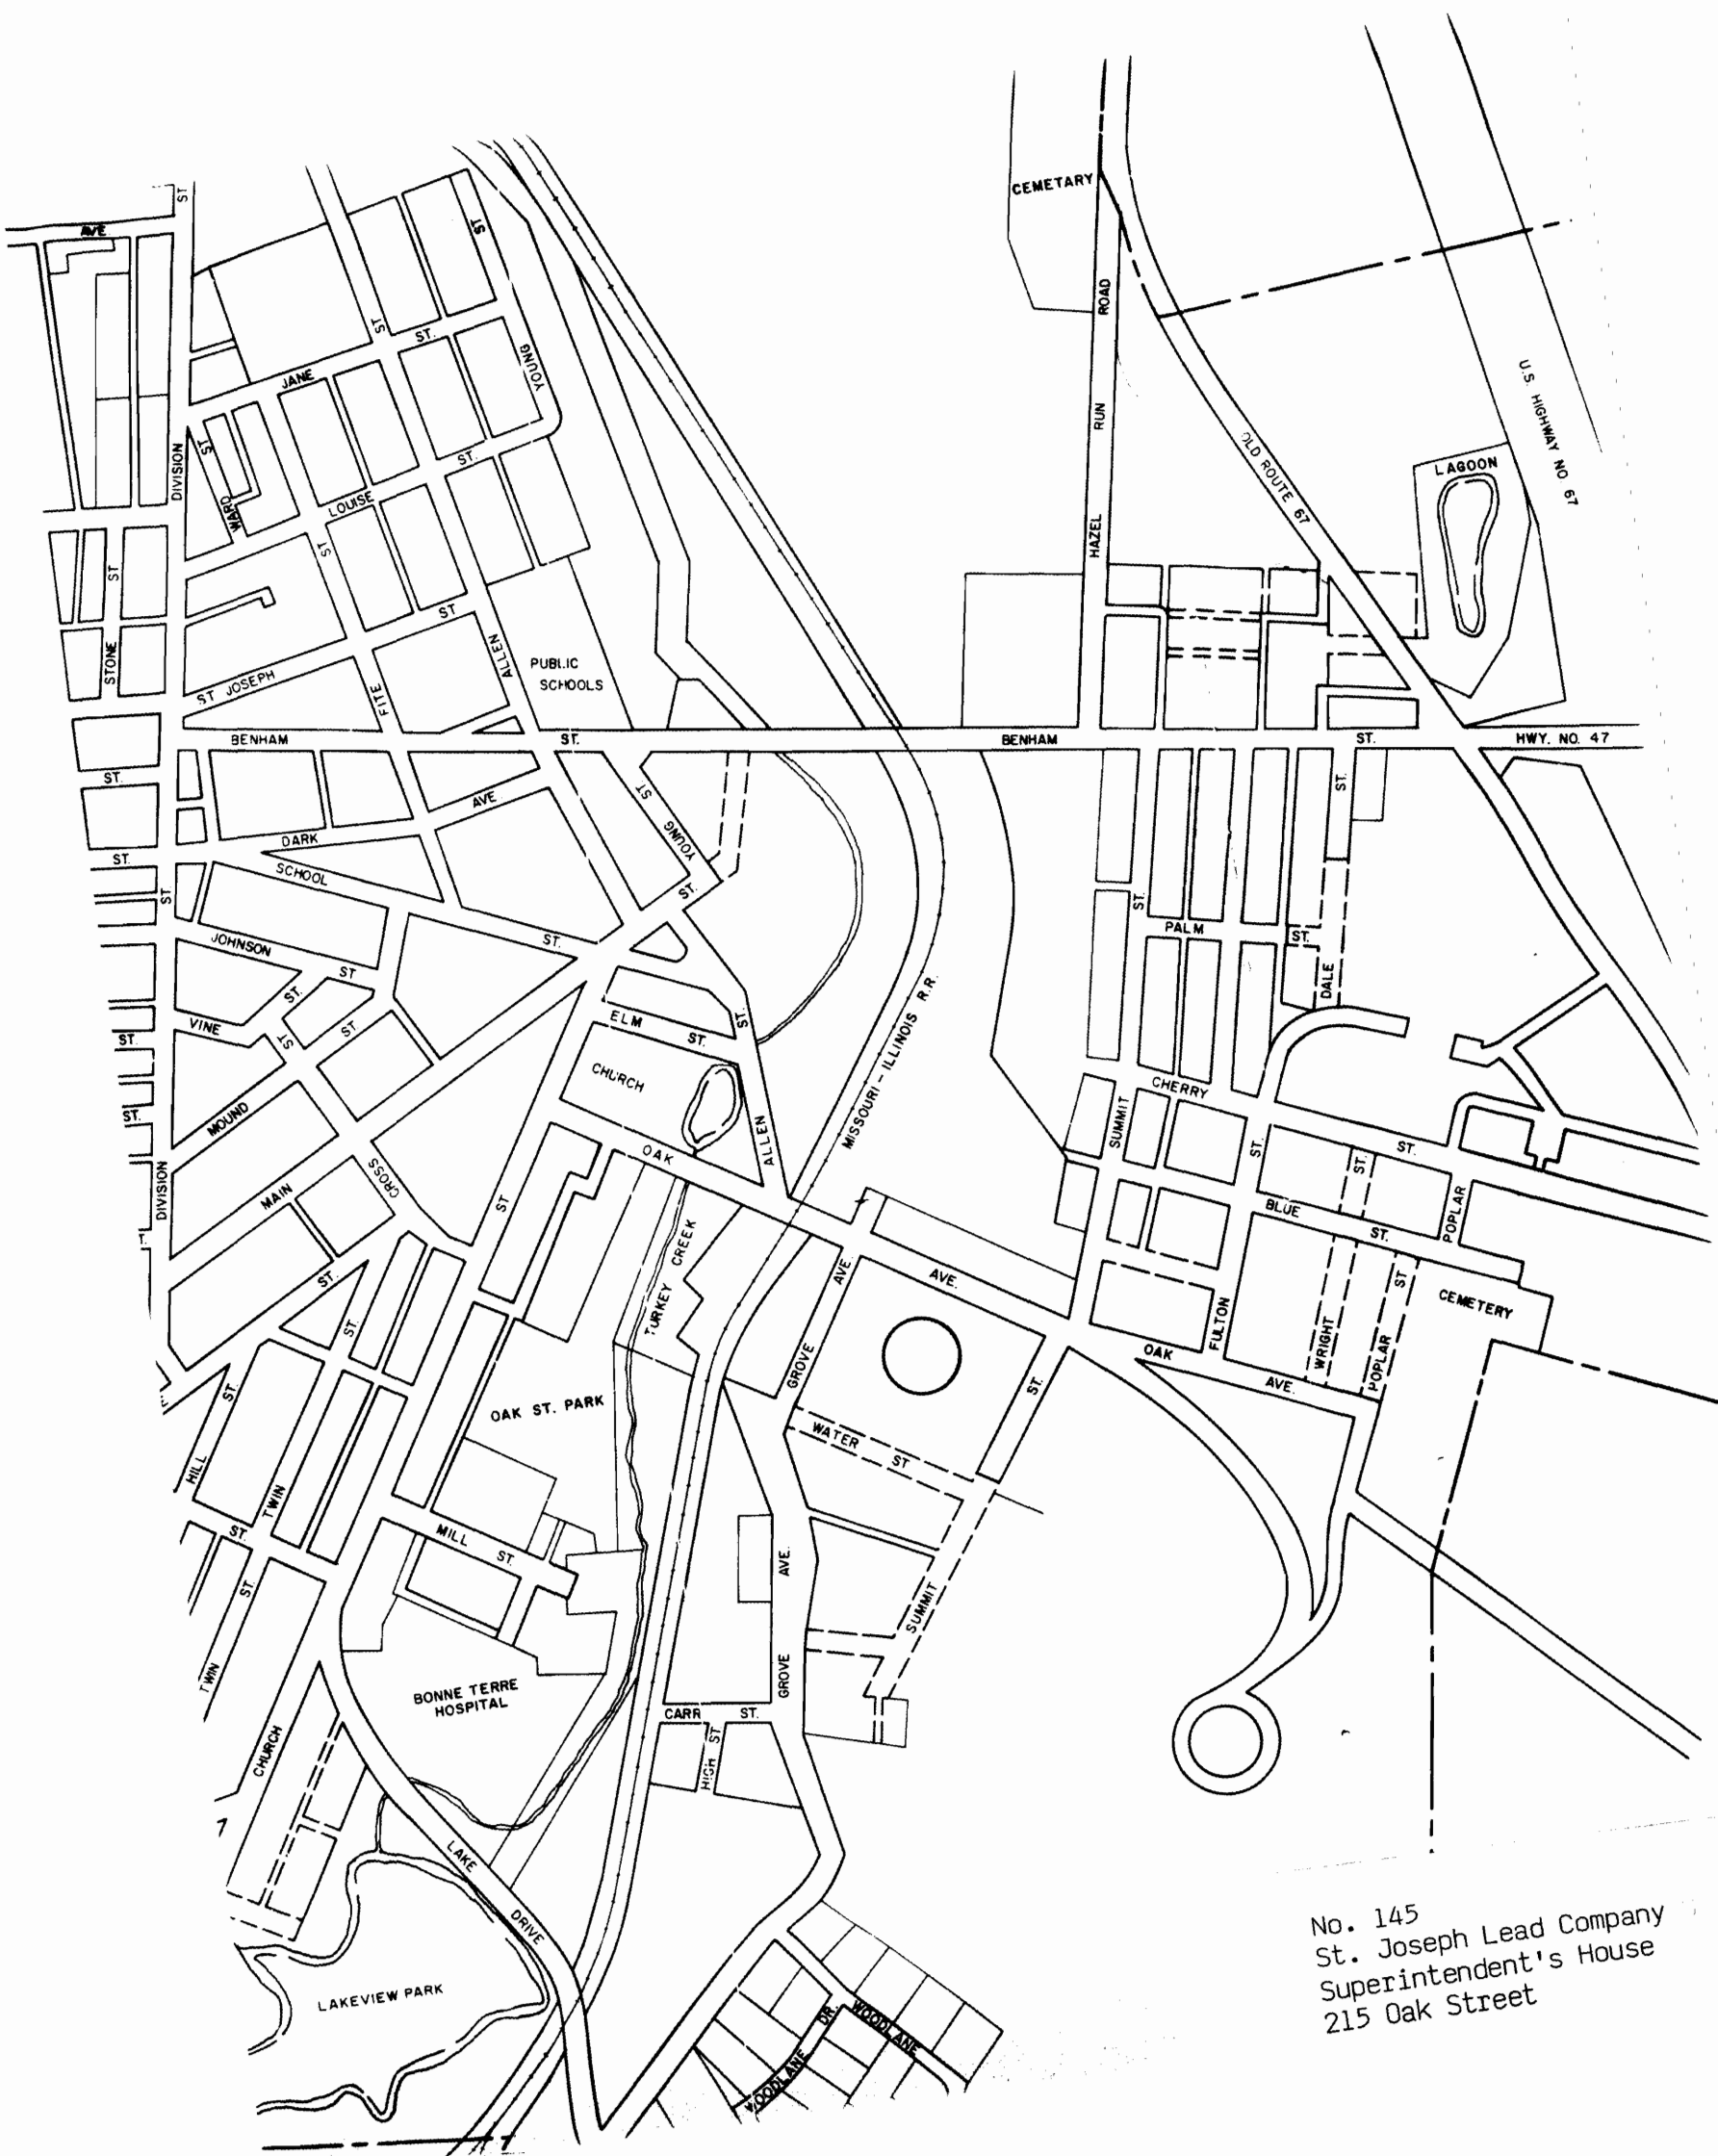 CEMETARY
ST
AVE
ST
HAZEL RUN ROAD
U.S. HIGHWAY NO. 67
OLD ROUTE 67
LAGOON
ST
ST.
YOUNG
JANE
DIVISION
ST
WARD
LOUISE
ST.
ST
ST
STONE
ST
ALLEN
PUBLIC
SCHOOLS
ST JOSEPH
FITE
BENHAM
ST.
BENHAM
ST.
HWY. NO. 47
ST.
ST
YOUNG
ST.
AVE
DARK
ST.
SCHOOL
ST.
ST
ST.
PALM
ST.
JOHNSON
ST.
ST
DALE
ST.
VINE
ST
ST
ST.
ELM
ST.
ST.
MISSOURI-ILLINOIS R.R.
CHURCH
CHERRY
SUMMIT
ST.
MOUND
ALLEN
ST.
ST.
ST.
OAK
CROSS
DIVISION
MAIN
ST
BLUE
ST.
POPLAR
T.
TURKEY CREEK
AVE.
AVE.
ST.
ST
CEMETERY
ST.
FULTON
WRIGHT
POPLAR
OAK
AVE.
GROVE
ST.
ST.
OAK ST. PARK
WATER
ST
HILL
TWIN
ST.
MILL
ST.
AVE.
ST.
SUMMIT
TWIN
GROVE
BONNE TERRE
HOSPITAL
CARR
ST.
HIGH ST
CHURCH
LAKE
DRIVE
LAKEVIEW PARK
WOODLANE
DR.
WOODLANE
No. 145
St. Joseph Lead Company
Superintendent's House
215 Oak Street